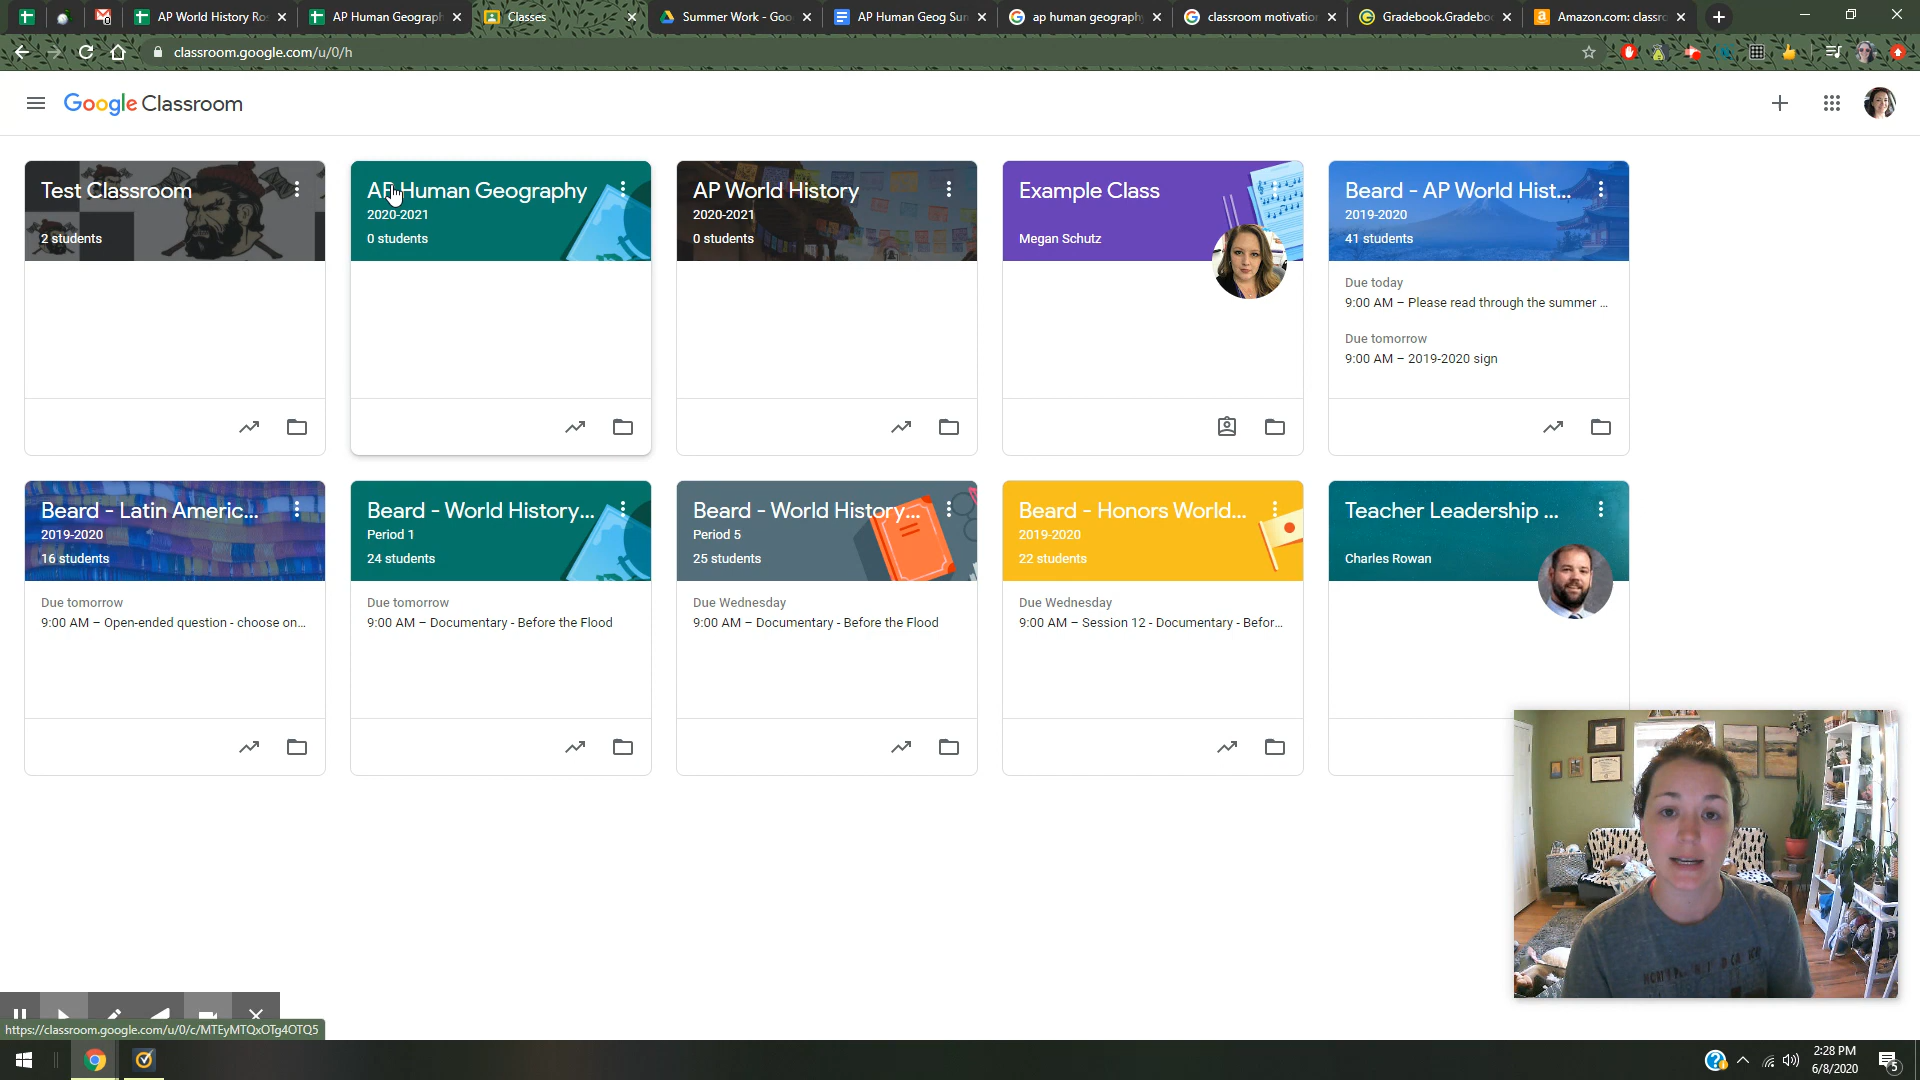 AP World History Ros
AP Human Geograph
Classes
Summer Work - Goo
AP Human Geog Sum
ap human geography
classroom motivation
Gradebook.Gradeboo
Amazon.com: classro
classroom.google.com/u/0/h
Google Classroom
Test Classroom
2 students
AP Human Geography
2020-2021
0 students
AP World History
2020-2021
0 students
Example Class
Megan Schutz
Beard - AP World Hist...
2019-2020
41 students
Due today
9:00 AM – Please read through the summer ...
Due tomorrow
9:00 AM – 2019-2020 sign
Beard - Latin Americ...
2019-2020
16 students
Due tomorrow
9:00 AM – Open-ended question - choose on...
Beard - World History...
Period 1
24 students
Due tomorrow
9:00 AM – Documentary - Before the Flood
Beard - World History...
Period 5
25 students
Due Wednesday
9:00 AM – Documentary - Before the Flood
Beard - Honors World...
2019-2020
22 students
Due Wednesday
9:00 AM – Session 12 - Documentary - Befor...
Teacher Leadership ...
Charles Rowan
https://classroom.google.com/u/0/c/MTEyMTQxOTg4OTQ5
2:28 PM
6/8/2020
5